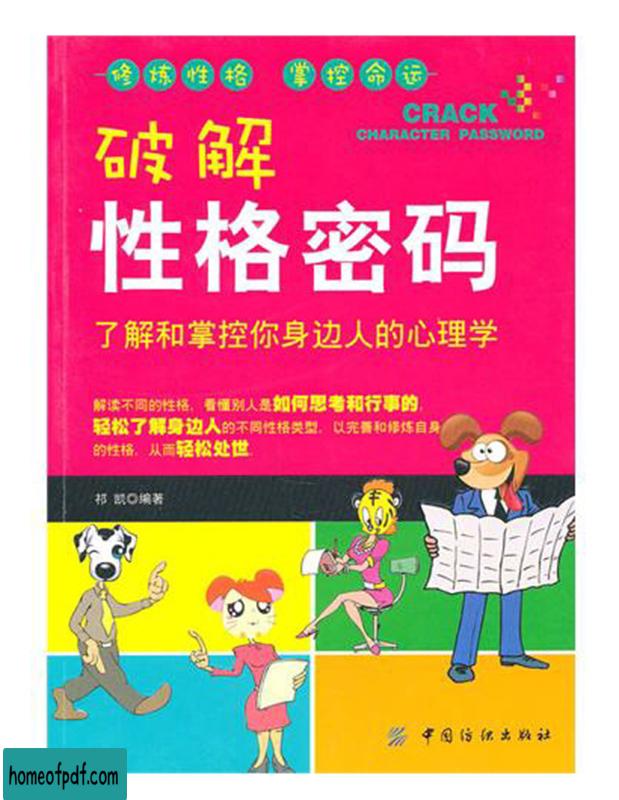 修炼性格 掌控命运
CRACK
CHARACTER PASSWORD
破解
性格密码
了解和掌控你身边人的心理学
解读不同的性格，看懂别人是如何思考和行事的，
轻松了解身边人的不同性格类型，以完善和修炼自身
的性格，从而轻松处世。
祁凯◎编著
中国纺织出版社
homeofpdf.com